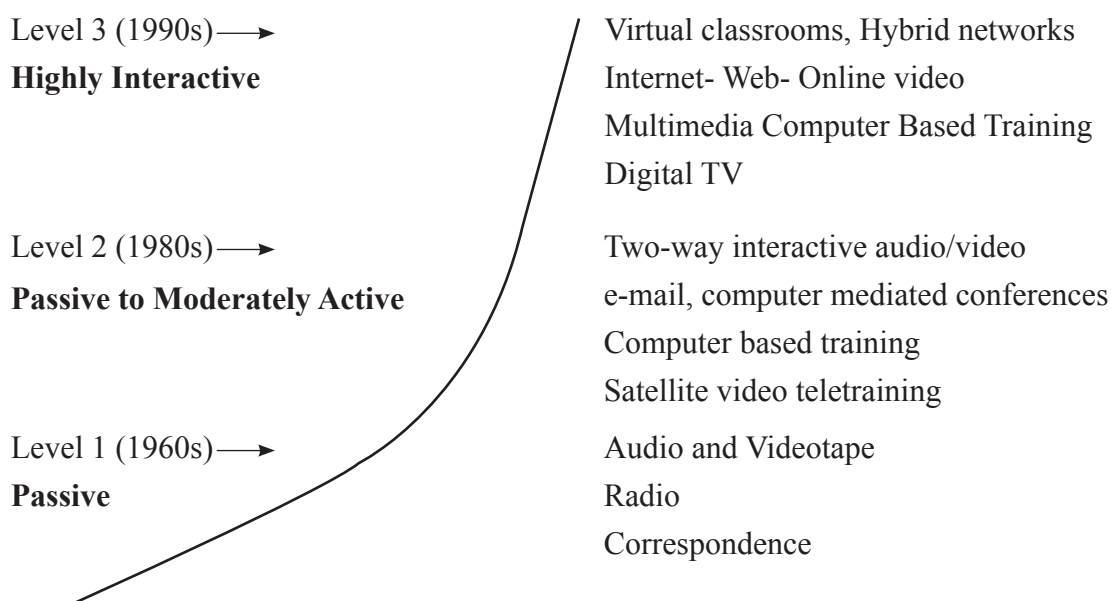 Level 3 (1990s)
Highly Interactive
Virtual classrooms, Hybrid networks
Internet- Web- Online video
Multimedia Computer Based Training
Digital TV
Level 2 (1980s)
Passive to Moderately Active
Two-way interactive audio/video
e-mail, computer mediated conferences
Computer based training
Satellite video teletraining
Level 1 (1960s)
Passive
Audio and Videotape
Radio
Correspondence